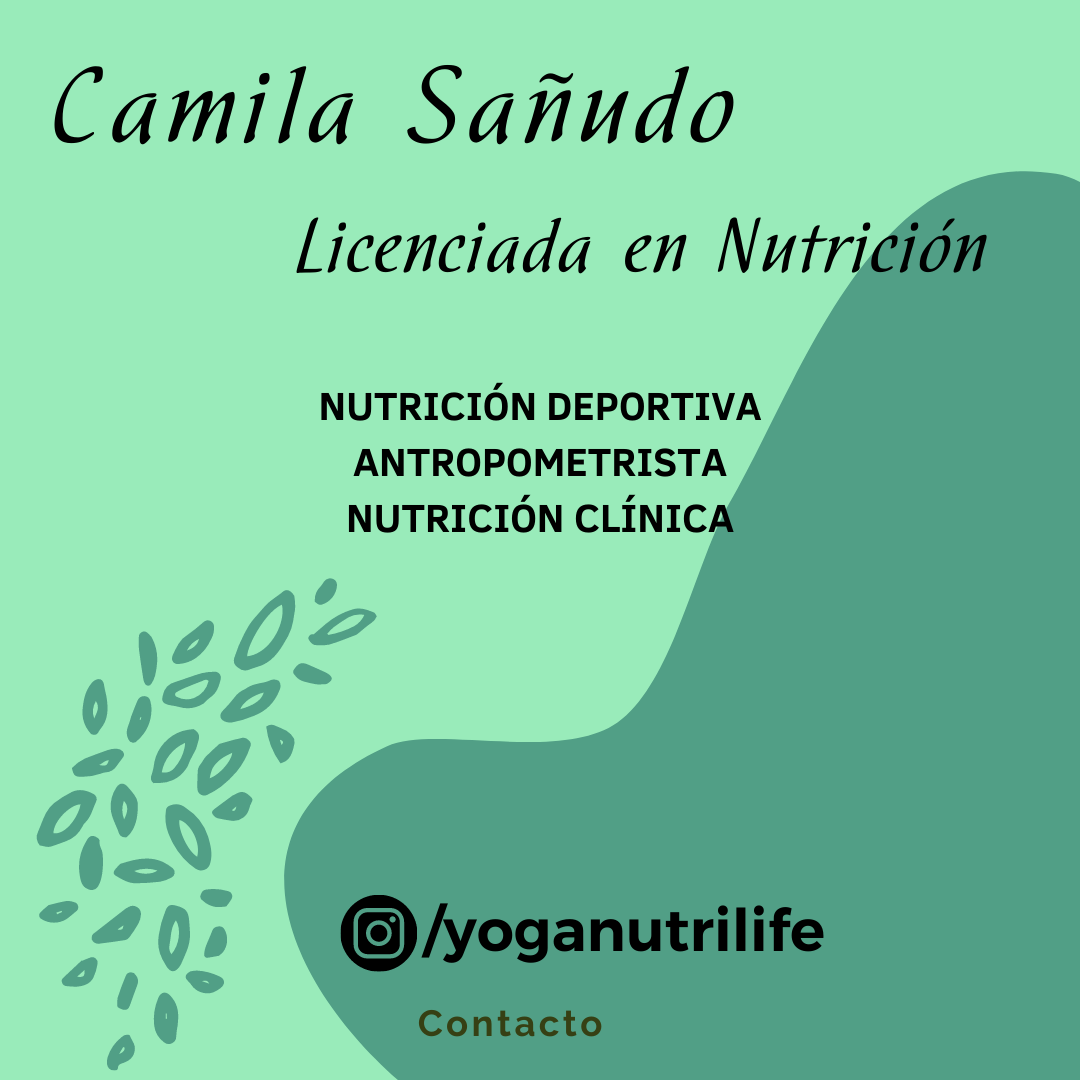 Camila Sañudo
Licenciada en Nutrición
NUTRICIÓN DEPORTIVA
ANTROPOMETRISTA
NUTRICIÓN CLÍNICA
/yoganutrilife
Contacto